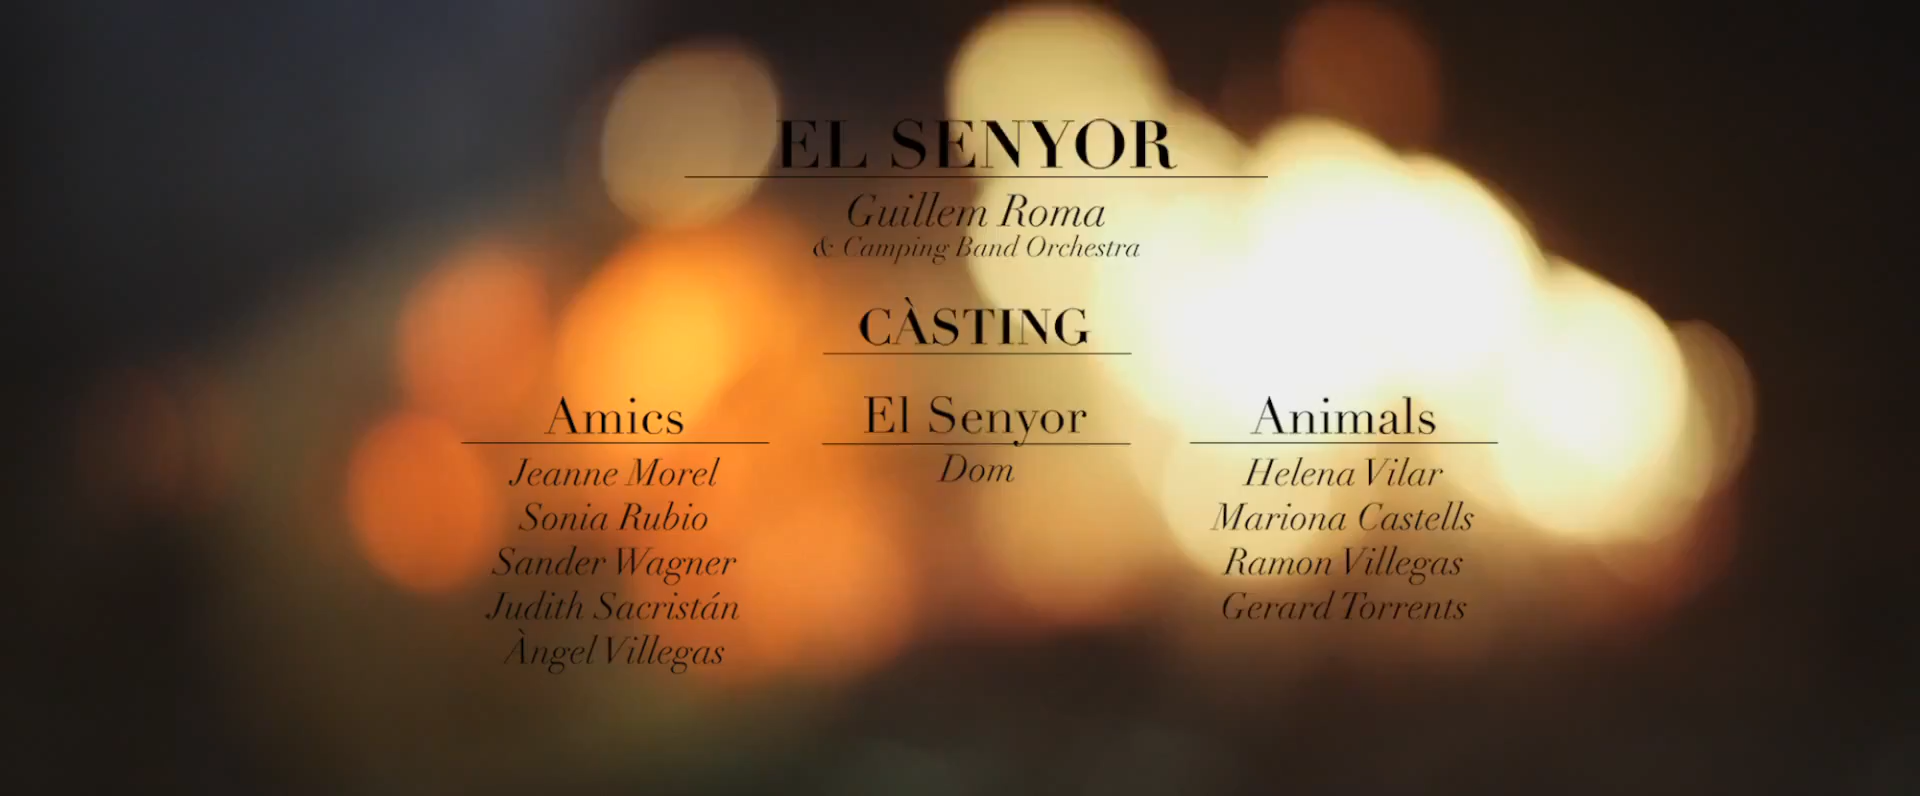 EL SENYOR
Guillem Roma
& Camping Band Orchestra
CÀSTING
Amics
Jeanne Morel
Sonia Rubio
Sander Wagner
Judith Sacristán
Àngel Villegas
El Senyor
Dom
Animals
Helena Vilar
Mariona Castells
Ramon Villegas
Gerard Torrents